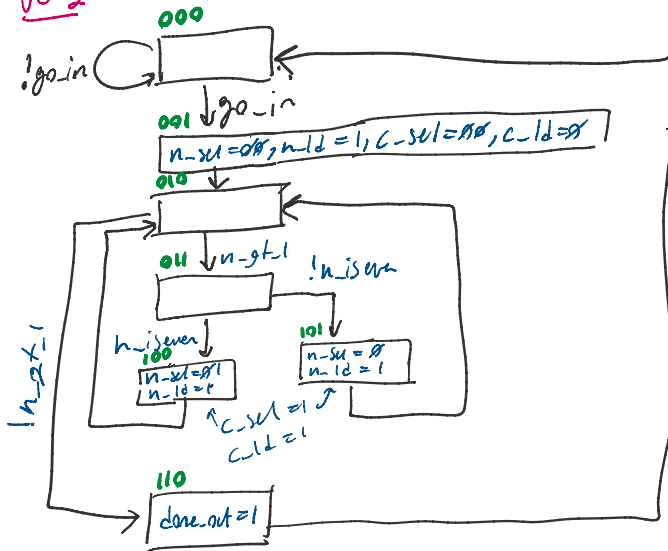 000
!go_in
go_in
001
n_sel=00, n_ld=1, c_sel=00, c_ld=0
010
011
n_gt_1
!n_iseven
n_iseven
100
n_sel=01
n_ld=1
101
n_sel=0
n_ld=1
c_sel=1
c_ld=1
!n_gt_1
110
done_out=1